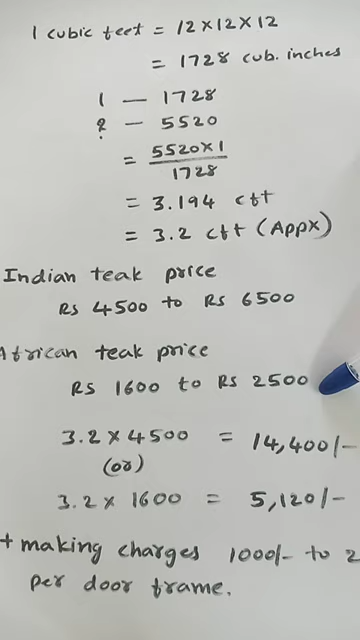 1 cubic feet = 12×12×12
= 1728 cub. inches
1 — 1728
? — 5520
= 5520×1
1728
= 3.194 cft
= 3.2 cft (Appx)
Indian teak price
Rs 4500 to Rs 6500
African teak price
Rs 1600 to Rs 2500
3.2 × 4500 = 14,400/-
(or)
3.2 × 1600 = 5,120/-
+ making charges 1000/- to 2
per door frame.